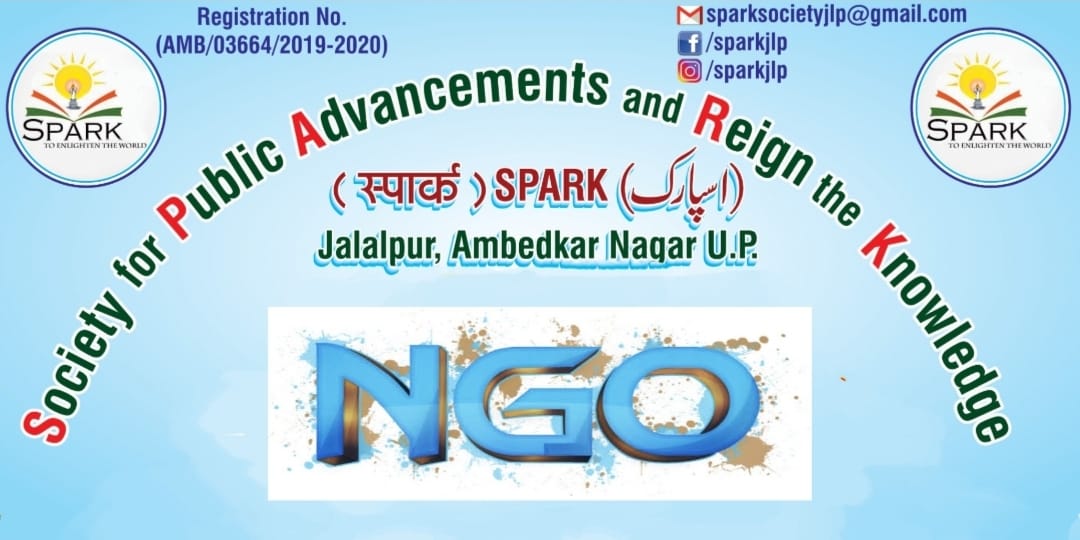 Registration No.
(AMB/03664/2019-2020)
sparksocietyjlp@gmail.com
/sparkjlp
/sparkjlp
SPARK
TO ENLIGHTEN THE WORLD
SPARK
TO ENLIGHTEN THE WORLD
Society for Public Advancements and Reign the Knowledge
( स्पार्क ) SPARK (اسپارک)
Jalalpur, Ambedkar Nagar U.P.
NGO